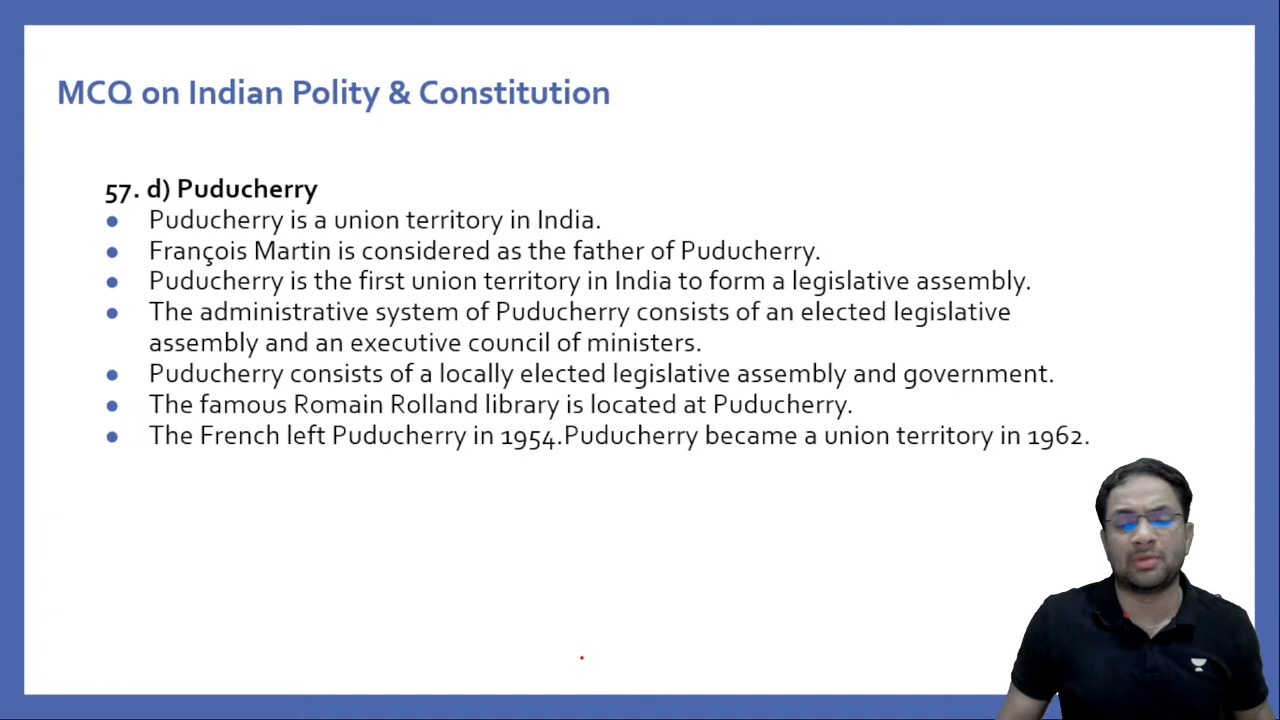 MCQ on Indian Polity & Constitution
57. d) Puducherry
● Puducherry is a union territory in India.
● François Martin is considered as the father of Puducherry.
● Puducherry is the first union territory in India to form a legislative assembly.
● The administrative system of Puducherry consists of an elected legislative
assembly and an executive council of ministers.
● Puducherry consists of a locally elected legislative assembly and government.
● The famous Romain Rolland library is located at Puducherry.
● The French left Puducherry in 1954.Puducherry became a union territory in 1962.